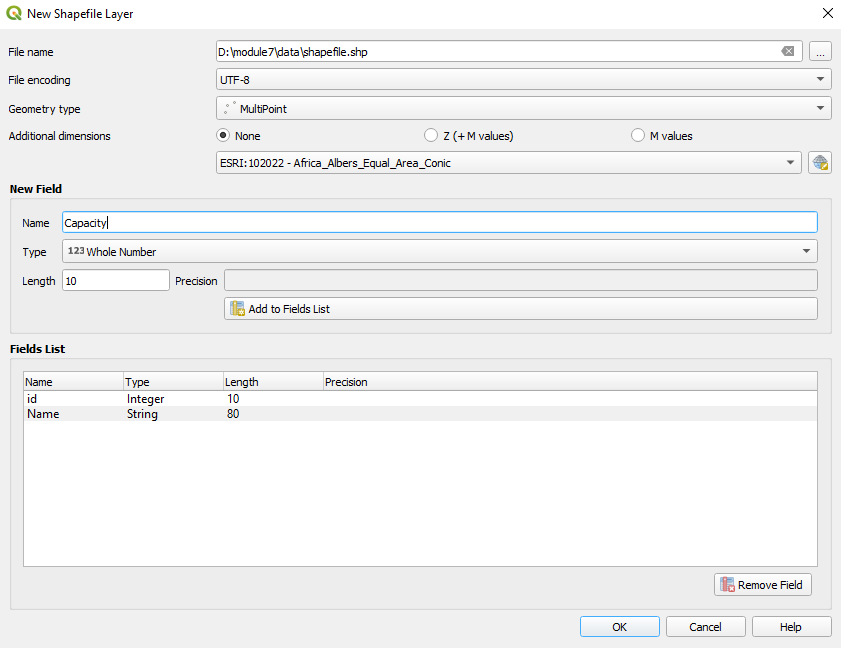 New Shapefile Layer
File name D:\module7\data\shapefile.shp ...
File encoding UTF-8
Geometry type MultiPoint
Additional dimensions None Z (+ M values) M values
ESRI:102022 - Africa_Albers_Equal_Area_Conic
New Field
Name Capacity
Type 123 Whole Number
Length 10 Precision
Add to Fields List
Fields List
Name Type Length Precision
id Integer 10
Name String 80
Remove Field
OK Cancel Help